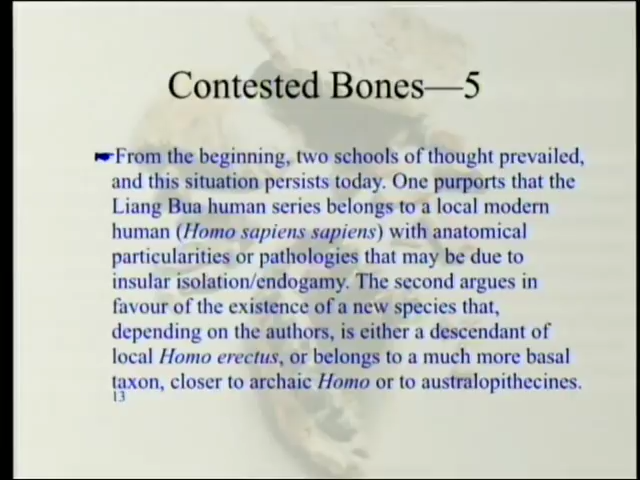 Contested Bones—5
☛From the beginning, two schools of thought prevailed,
and this situation persists today. One purports that the
Liang Bua human series belongs to a local modern
human (Homo sapiens sapiens) with anatomical
particularities or pathologies that may be due to
insular isolation/endogamy. The second argues in
favour of the existence of a new species that,
depending on the authors, is either a descendant of
local Homo erectus, or belongs to a much more basal
taxon, closer to archaic Homo or to australopithecines.
13